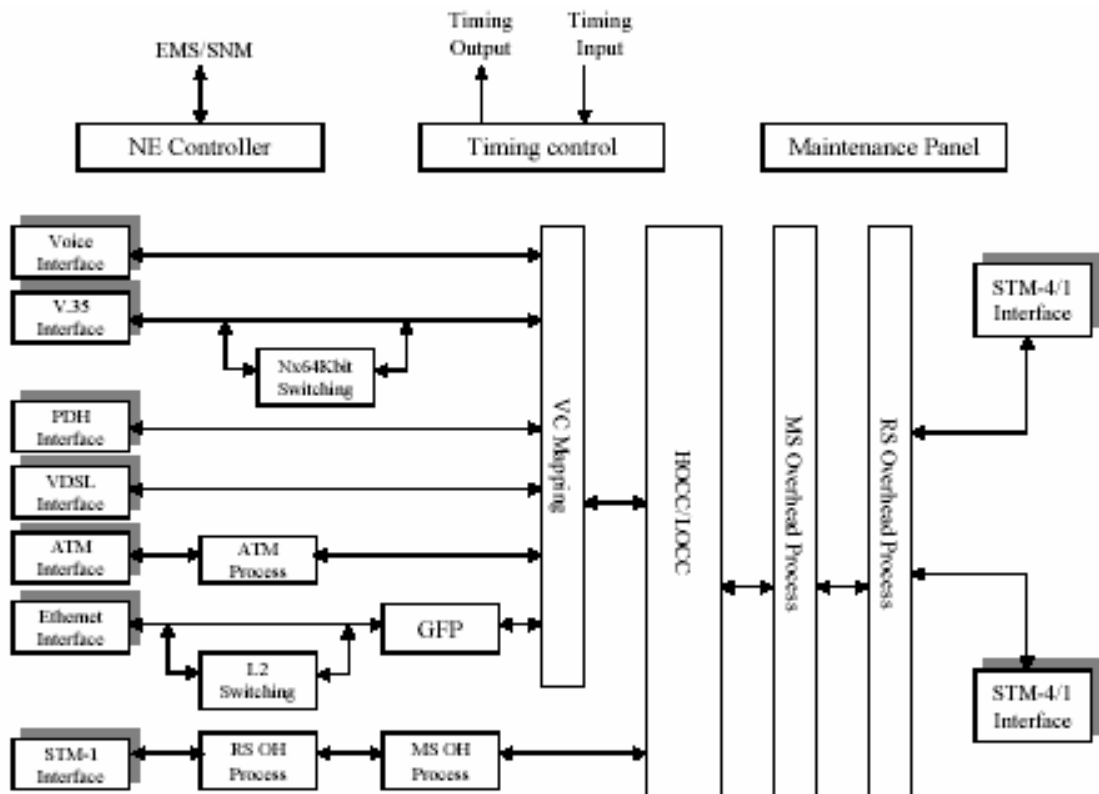 Timing
Output
Timing
Input
EMS/SNM
NE Controller
Timing control
Maintenance Panel
Voice
Interface
V.35
Interface
Nx64Kbit
Switching
PDH
Interface
VDSL
Interface
ATM
Interface
ATM
Process
Ethernet
Interface
GFP
L2
Switching
STM-1
Interface
RS OH
Process
MS OH
Process
VC Mapping
HOCC/LOCC
MS Overhead Process
RS Overhead Process
STM-4/1
Interface
STM-4/1
Interface